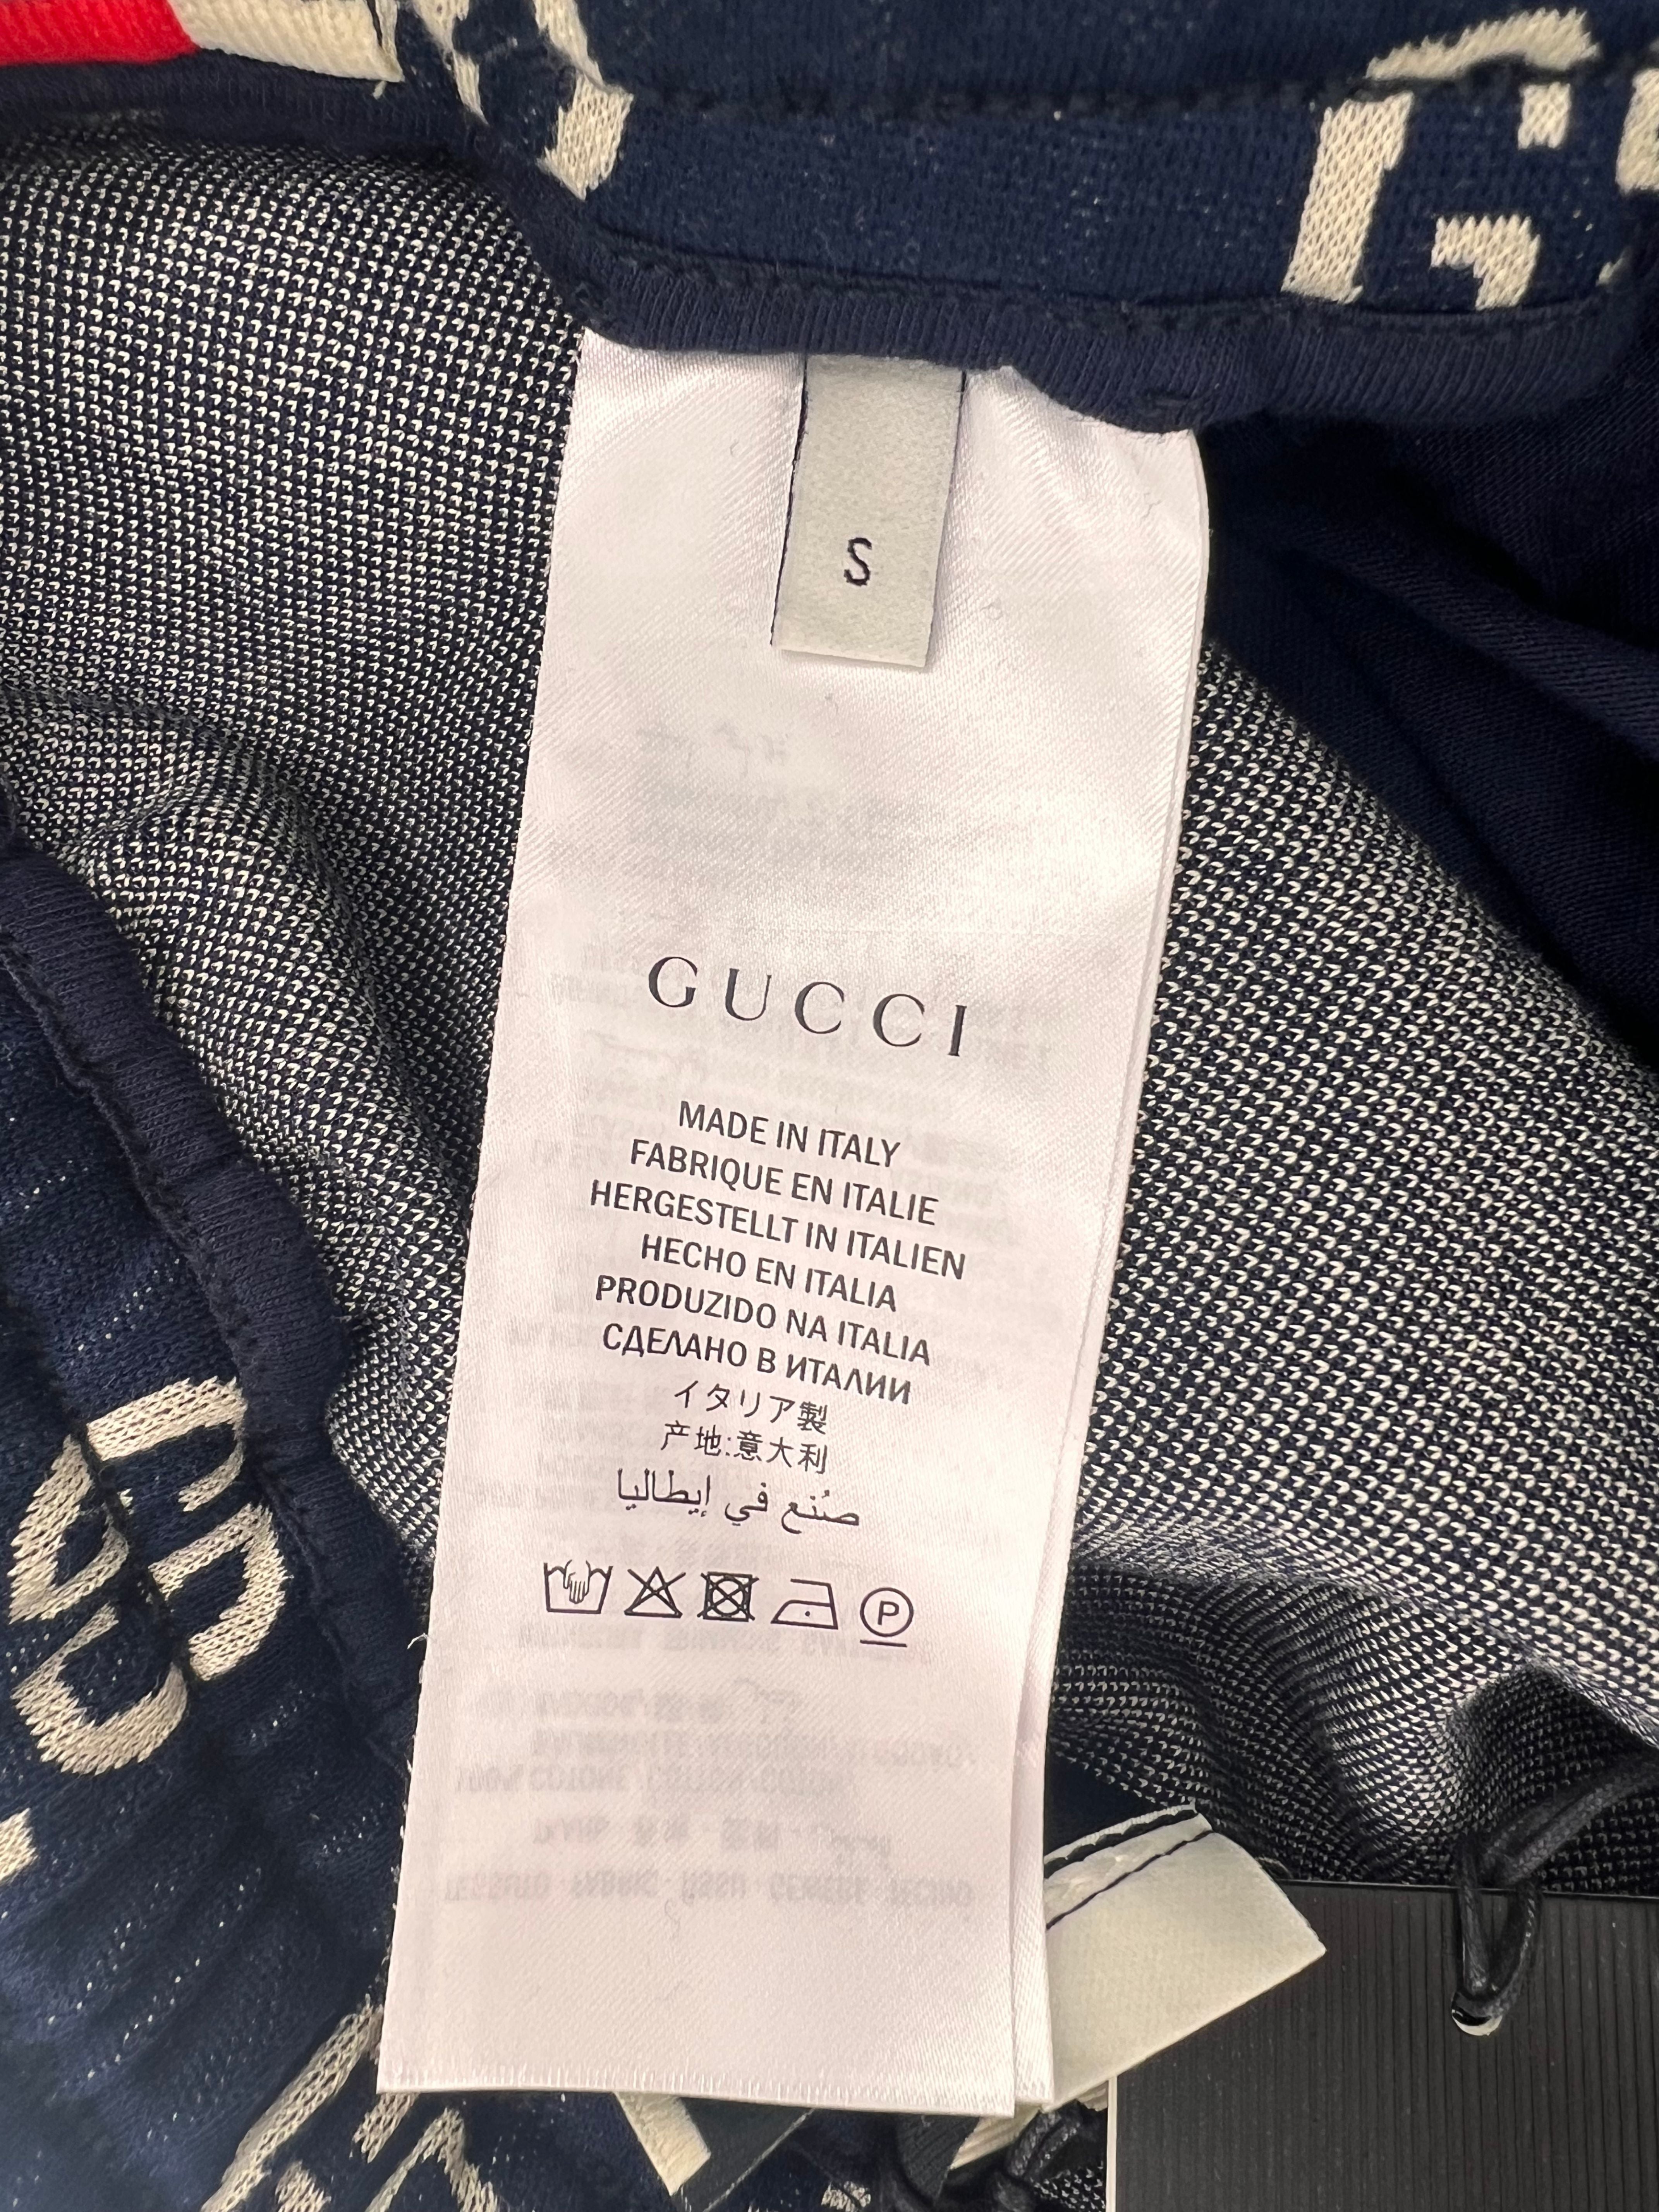 S
GUCCI
MADE IN ITALY
FABRIQUE EN ITALIE
HERGESTELLT IN ITALIEN
HECHO EN ITALIA
PRODUZIDO NA ITALIA
СДЕЛАНО В ИТАЛИИ
イタリア製
产地:意大利
صُنع في إيطاليا
P